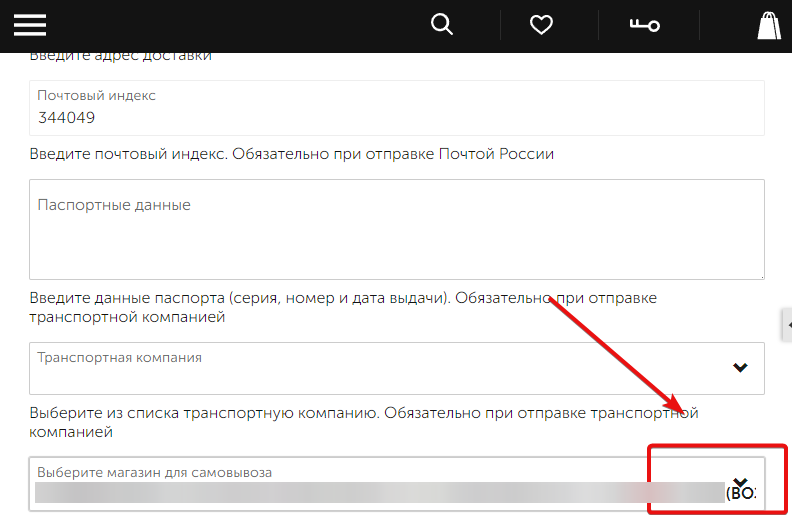 Введите адрес доставки
Почтовый индекс
344049
Введите почтовый индекс. Обязательно при отправке Почтой России
Паспортные данные
Введите данные паспорта (серия, номер и дата выдачи). Обязательно при отправке
транспортной компанией
Транспортная компания
Выберите из списка транспортную компанию. Обязательно при отправке транспортной
компанией
Выберите магазин для самовывоза